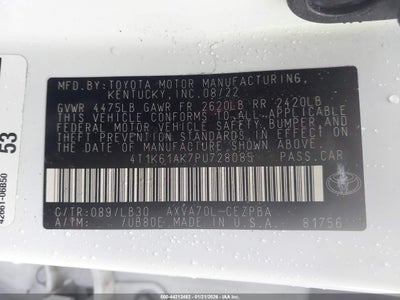 MFD.BY: TOYOTA MOTOR MANUFACTURING,
KENTUCKY, INC. 08/22
GVWR 4475LB GAWR FR 2620LB RR 2420LB
THIS VEHICLE CONFORMS TO ALL APPLICABLE
FEDERAL MOTOR VEHICLE SAFETY,
BUMPER, AND THEFT PREVENTION STANDARDS
IN EFFECT ON THE DATE OF MANUFACTURE
SHOWN ABOVE.
4T1K61AK7PU728085 PASS.CAR
C/TR: 089/LB30 AXVA70L-CEZPBA
A/TM: /UB80E MADE IN U.S.A. 81756
53
42661-06B50